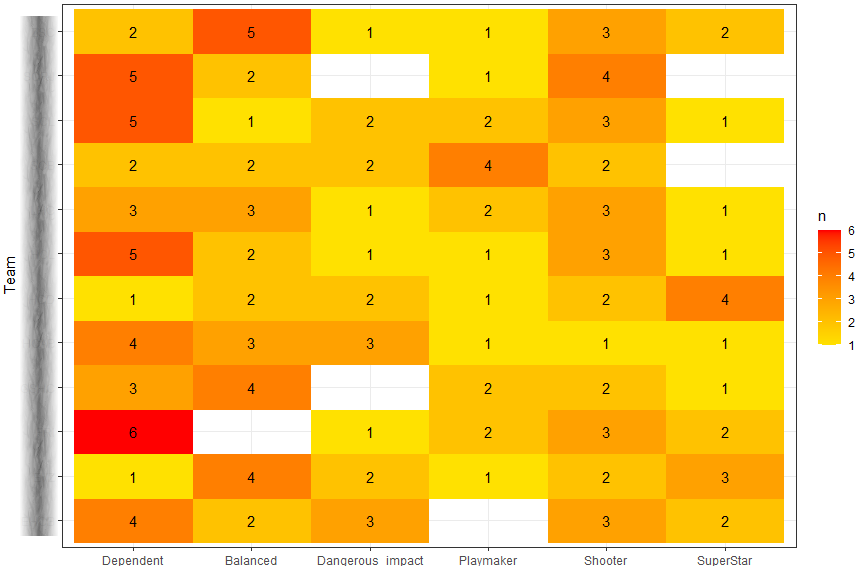 2 5 1 1 3 2
5 2 1 4
5 1 2 2 3 1
2 2 2 4 2
3 3 1 2 3 1
5 2 1 1 3 1
1 2 2 1 2 4
4 3 3 1 1 1
3 4 2 2 1
6 1 2 3 2
1 4 2 1 2 3
4 2 3 3 2
Dependent Balanced Dangerous_impact Playmaker Shooter SuperStar
Team
n
6
5
4
3
2
1